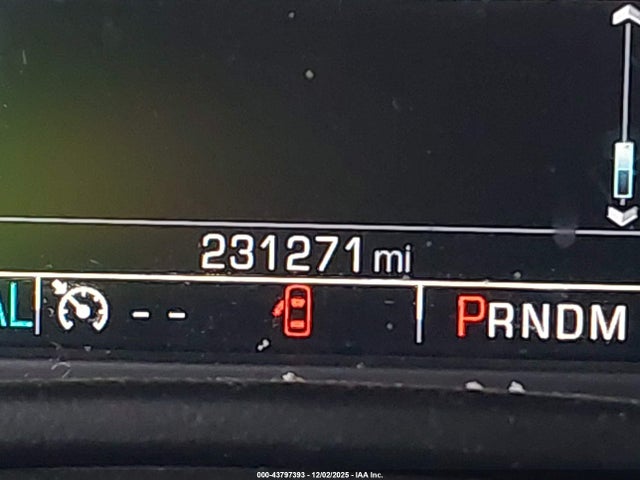 231271 mi
AL -- PRNDM
000-43797393 - 12/02/2025 - IAA Inc.